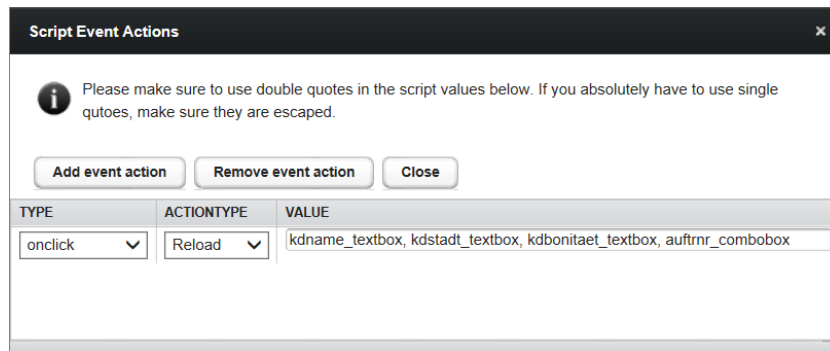 Script Event Actions
Please make sure to use double quotes in the script values below. If you absolutely have to use single
qutoes, make sure they are escaped.
Add event action Remove event action Close
TYPE ACTIONTYPE VALUE
onclick Reload kdname_textbox, kdstadt_textbox, kdbonitaet_textbox, auftrnr_combobox